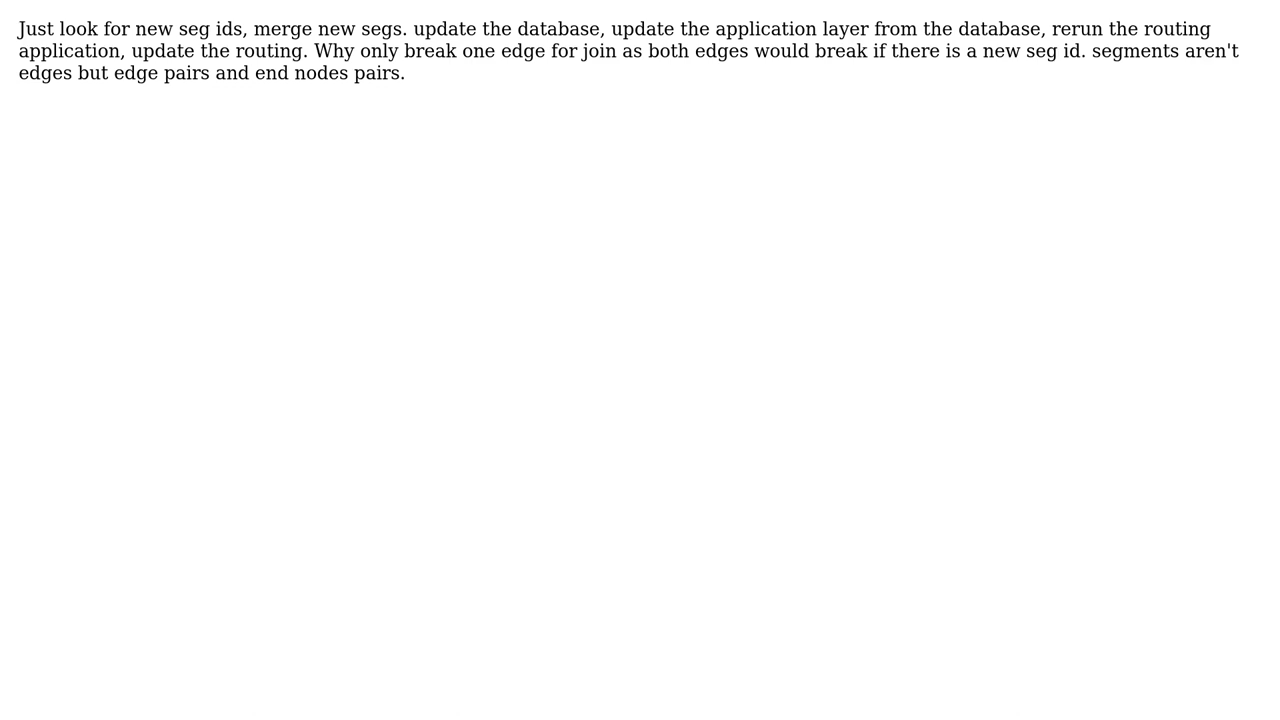 Just look for new seg ids, merge new segs. update the database, update the application layer from the database, rerun the routing
application, update the routing. Why only break one edge for join as both edges would break if there is a new seg id. segments aren't
edges but edge pairs and end nodes pairs.